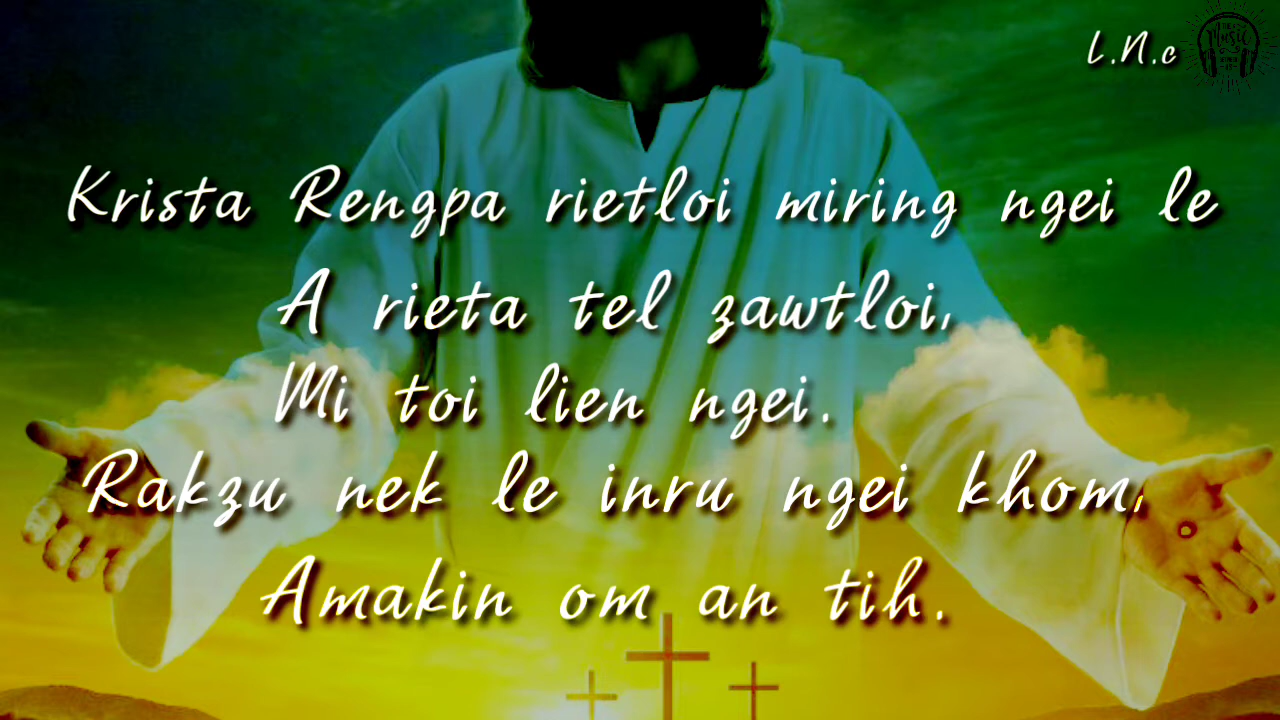 L.N.c
Music
Krista Rengpa rietloi miring ngei le
A rieta tel zawtloi,
Mi toi lien ngei.
Rakzu nek le inru ngei khom,
Amakin om an tih.